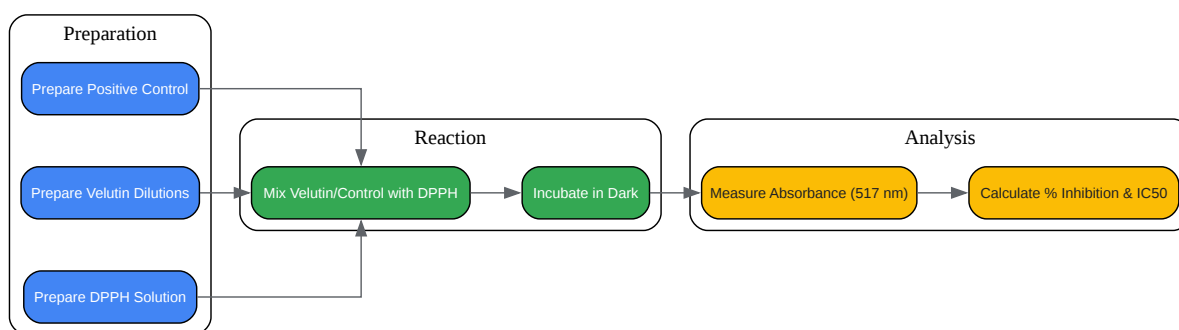 Preparation
Prepare Positive Control
Prepare Velutin Dilutions
Prepare DPPH Solution
Reaction
Mix Velutin/Control with DPPH
Incubate in Dark
Analysis
Measure Absorbance (517 nm)
Calculate % Inhibition & IC50